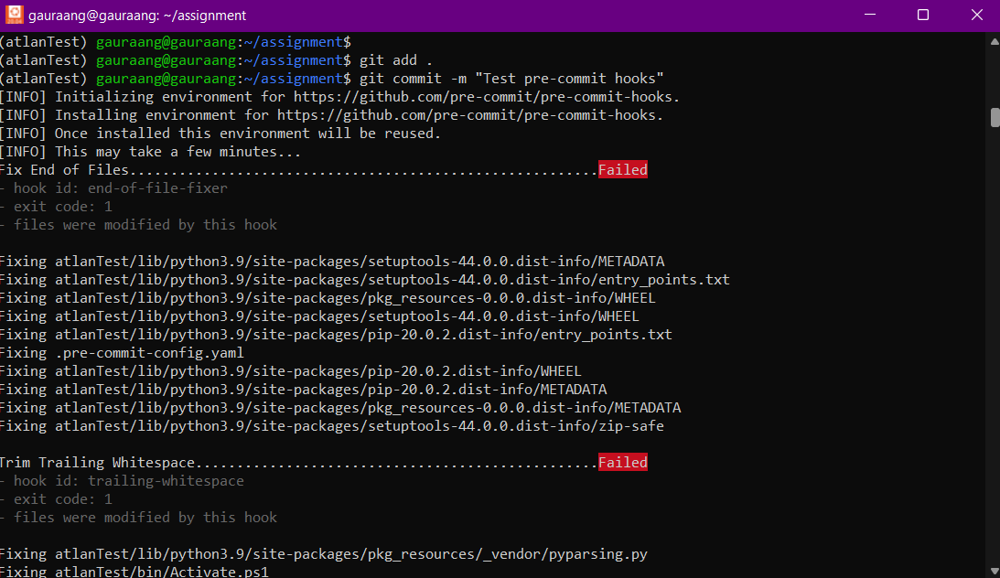 gauraang@gauraang: ~/assignment
(atlanTest) gauraang@gauraang:~/assignment$
(atlanTest) gauraang@gauraang:~/assignment$ git add .
(atlanTest) gauraang@gauraang:~/assignment$ git commit -m "Test pre-commit hooks"
[INFO] Initializing environment for https://github.com/pre-commit/pre-commit-hooks.
[INFO] Installing environment for https://github.com/pre-commit/pre-commit-hooks.
[INFO] Once installed this environment will be reused.
[INFO] This may take a few minutes...
Fix End of Files.........................................................Failed
- hook id: end-of-file-fixer
- exit code: 1
- files were modified by this hook
Fixing atlanTest/lib/python3.9/site-packages/setuptools-44.0.0.dist-info/METADATA
Fixing atlanTest/lib/python3.9/site-packages/setuptools-44.0.0.dist-info/entry_points.txt
Fixing atlanTest/lib/python3.9/site-packages/pkg_resources-0.0.0.dist-info/WHEEL
Fixing atlanTest/lib/python3.9/site-packages/setuptools-44.0.0.dist-info/WHEEL
Fixing atlanTest/lib/python3.9/site-packages/pip-20.0.2.dist-info/entry_points.txt
Fixing .pre-commit-config.yaml
Fixing atlanTest/lib/python3.9/site-packages/pip-20.0.2.dist-info/WHEEL
Fixing atlanTest/lib/python3.9/site-packages/pip-20.0.2.dist-info/METADATA
Fixing atlanTest/lib/python3.9/site-packages/pkg_resources-0.0.0.dist-info/METADATA
Fixing atlanTest/lib/python3.9/site-packages/setuptools-44.0.0.dist-info/zip-safe
Trim Trailing Whitespace.................................................Failed
- hook id: trailing-whitespace
- exit code: 1
- files were modified by this hook
Fixing atlanTest/lib/python3.9/site-packages/pkg_resources/_vendor/pyparsing.py
Fixing atlanTest/bin/Activate.ps1